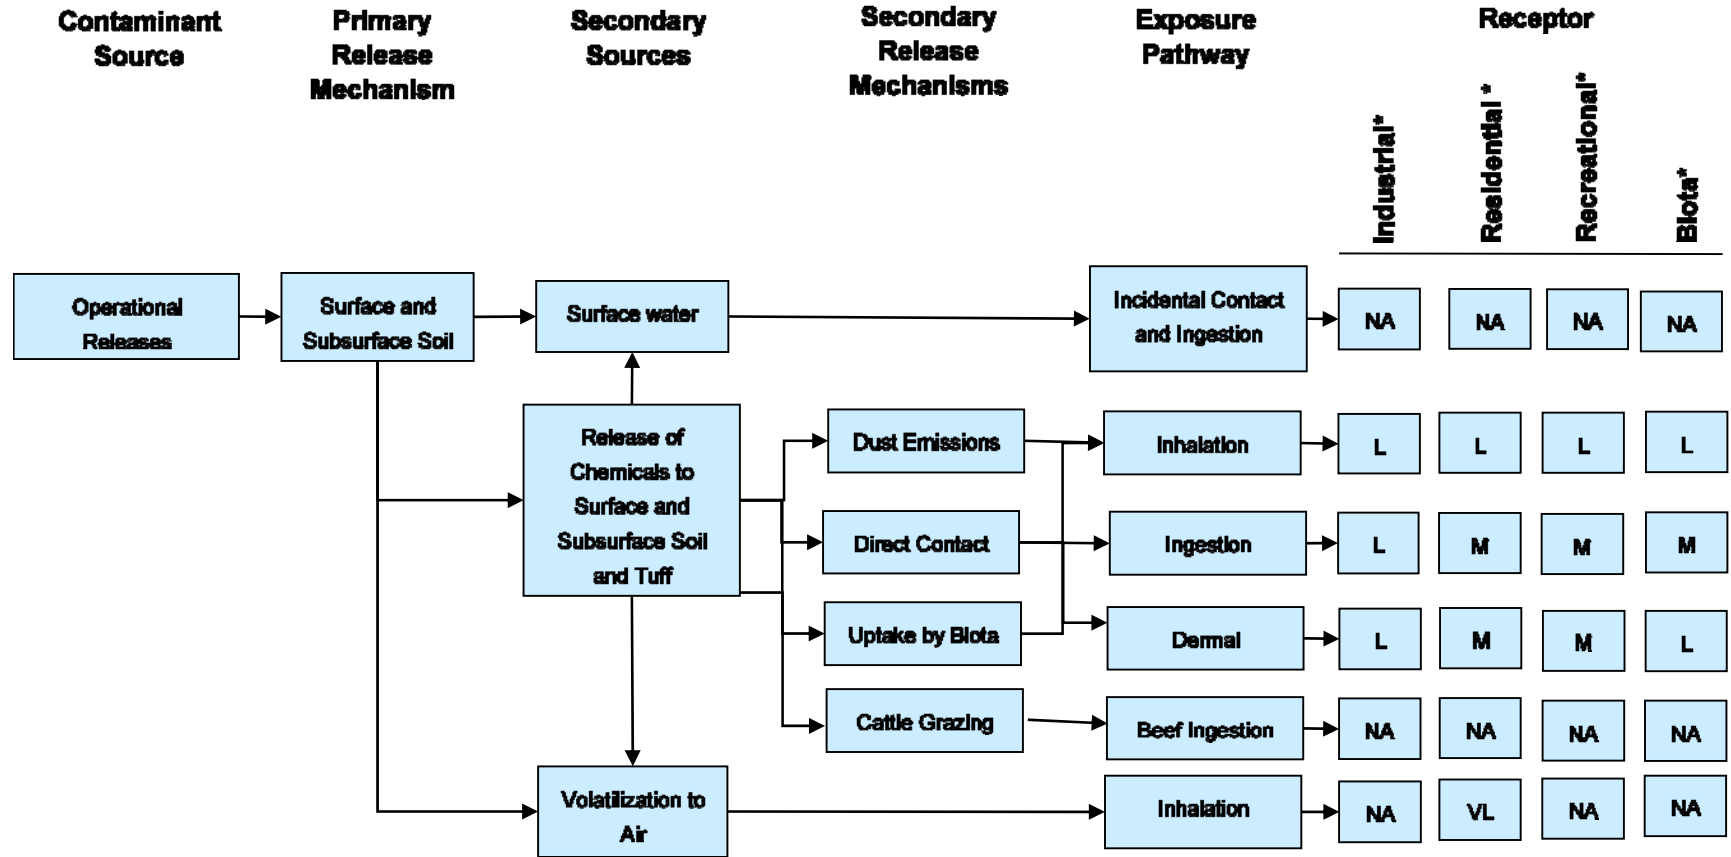 Contaminant
Source
Primary
Release
Mechanism
Secondary
Sources
Secondary
Release
Mechanisms
Exposure
Pathway
Receptor
Industrial*
Residential *
Recreational*
Biota*
Operational
Releases
Surface and
Subsurface Soil
Surface water
Incidental Contact
and Ingestion
NA
NA
NA
NA
Release of
Chemicals to
Surface and
Subsurface Soil
and Tuff
Dust Emissions
Inhalation
L
L
L
L
Direct Contact
Ingestion
L
M
M
M
Uptake by Biota
Dermal
L
M
M
L
Cattle Grazing
Beef Ingestion
NA
NA
NA
NA
Volatilization to
Air
Inhalation
NA
VL
NA
NA